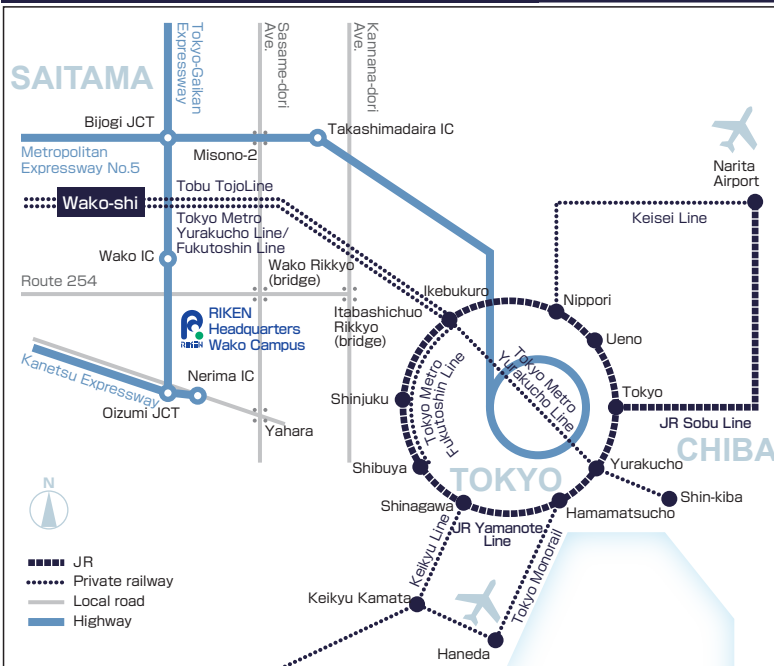 SAITAMA
Tokyo-Gaikan
Expressway
Sasame-dori
Ave.
Kannana-dori
Ave.
Bijogi JCT
Takashimadaira IC
Metropolitan
Expressway No.5
Misono-2
Narita
Airport
Wako-shi
Tobu TojoLine
Tokyo Metro
Yurakucho Line/
Fukutoshin Line
Keisei Line
Wako IC
Wako Rikkyo
(bridge)
Route 254
Ikebukuro
Nippori
RIKEN
RIKEN
Headquarters
Wako Campus
Itabashichuo
Rikkyo
(bridge)
Ueno
Kanetsu Expressway
Nerima IC
Oizumi JCT
Yahara
Tokyo Metro
Yurakucho Line
Tokyo Metro
Fukutoshin Line
Shinjuku
Tokyo
JR Sobu Line
CHIBA
Shibuya
TOKYO
Yurakucho
Shin-kiba
Shinagawa
Hamamatsucho
JR Yamanote
Line
N
Keikyu Line
Tokyo Monorail
JR
Private railway
Local road
Highway
Keikyu Kamata
Haneda